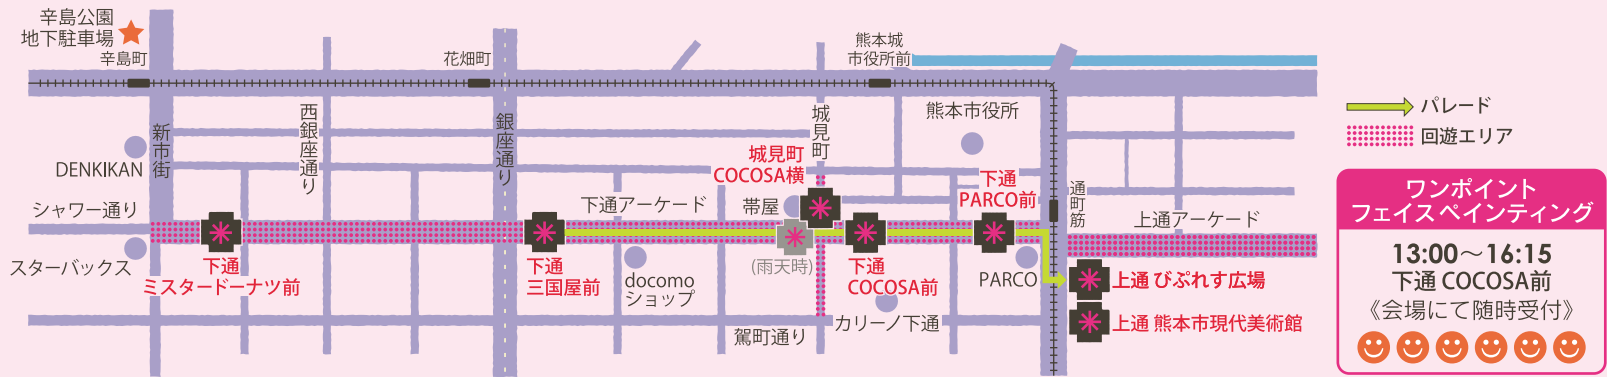 辛島公園
地下駐車場
辛島町
花畑町
熊本城
市役所前
新市街
西銀座通り
銀座通り
城見町
熊本市役所
通町筋
DENKIKAN
シャワー通り
スターバックス
下通
ミスタードーナツ前
下通
三国屋前
下通アーケード
docomo
ショップ
城見町
COCOSA横
帯屋
(雨天時)
下通
COCOSA前
カリーノ下通
駕町通り
下通
PARCO前
PARCO
上通アーケード
上通 びぷれす広場
上通 熊本市現代美術館
パレード
回遊エリア
ワンポイント
フェイスペインティング
13:00〜16:15
下通 COCOSA前
《会場にて随時受付》